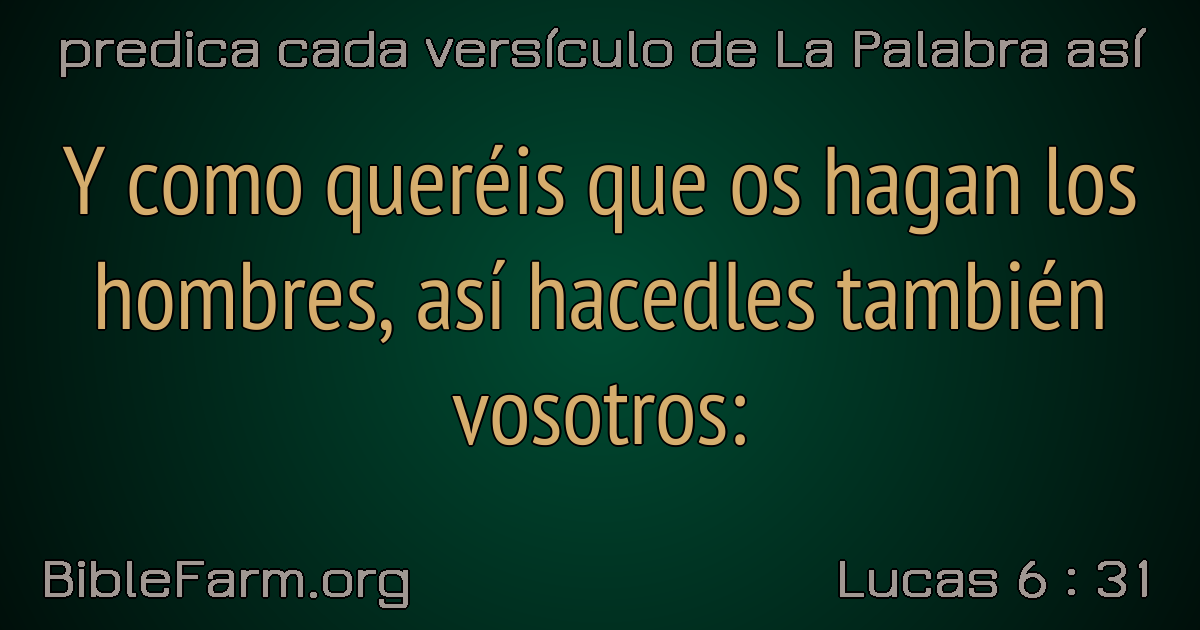 predica cada versículo de La Palabra así
Y como queréis que os hagan los
hombres, así hacedles también
vosotros:
BibleFarm.org
Lucas 6 : 31